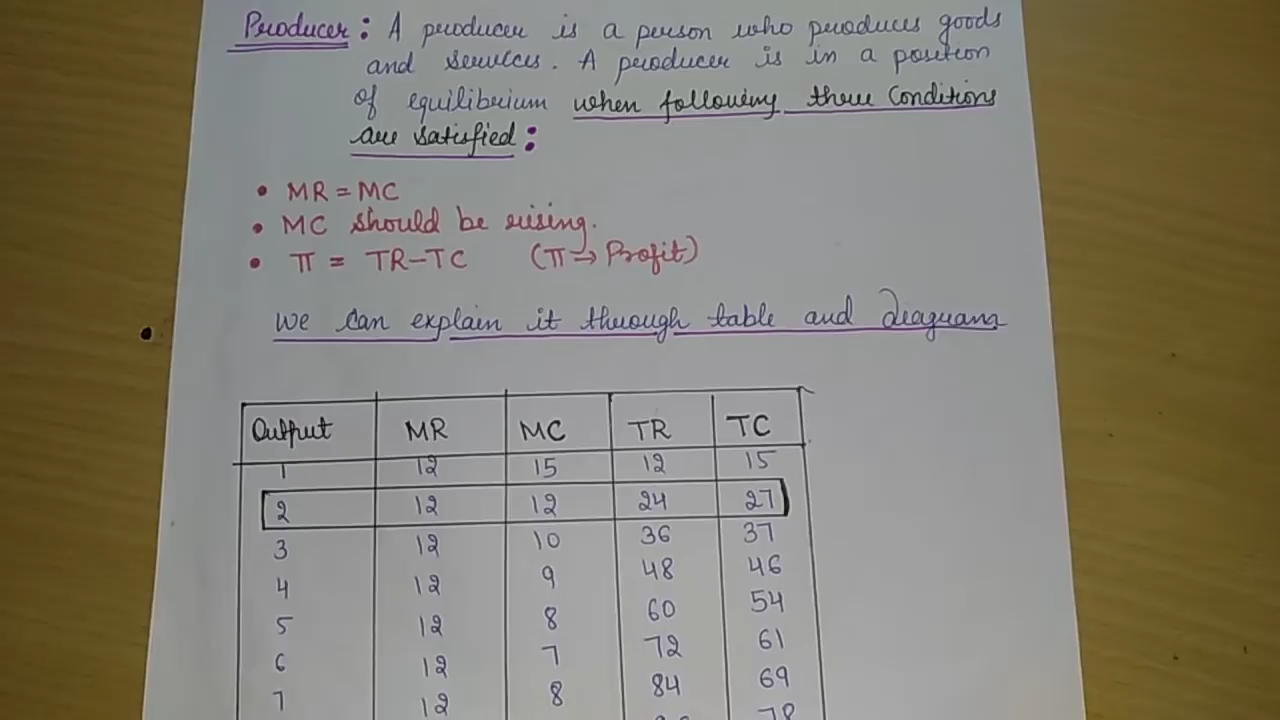 Producer: A producer is a person who produces goods
and services. A producer is in a position
of equilibrium when following three conditions
are satisfied:
• MR = MC
• MC should be rising.
• π = TR-TC (π → Profit)
we can explain it through table and diagram
Output MR MC TR TC
1 12 15 12 15
2 12 12 24 27
3 12 10 36 37
4 12 9 48 46
5 12 8 60 54
6 12 7 72 61
7 12 8 84 69
78